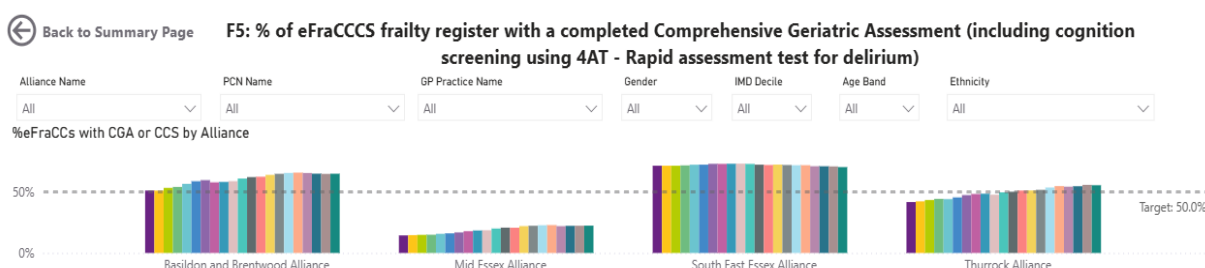 Back to Summary Page
F5: % of eFraCCCS frailty register with a completed Comprehensive Geriatric Assessment (including cognition
screening using 4AT - Rapid assessment test for delirium)
Alliance Name PCN Name GP Practice Name Gender IMD Decile Age Band Ethnicity
All All All All All All All
%eFraCCs with CGA or CCS by Alliance
50%
Target: 50.0%
0%
Basildon and Brentwood Alliance Mid Essex Alliance South East Essex Alliance Thurrock Alliance